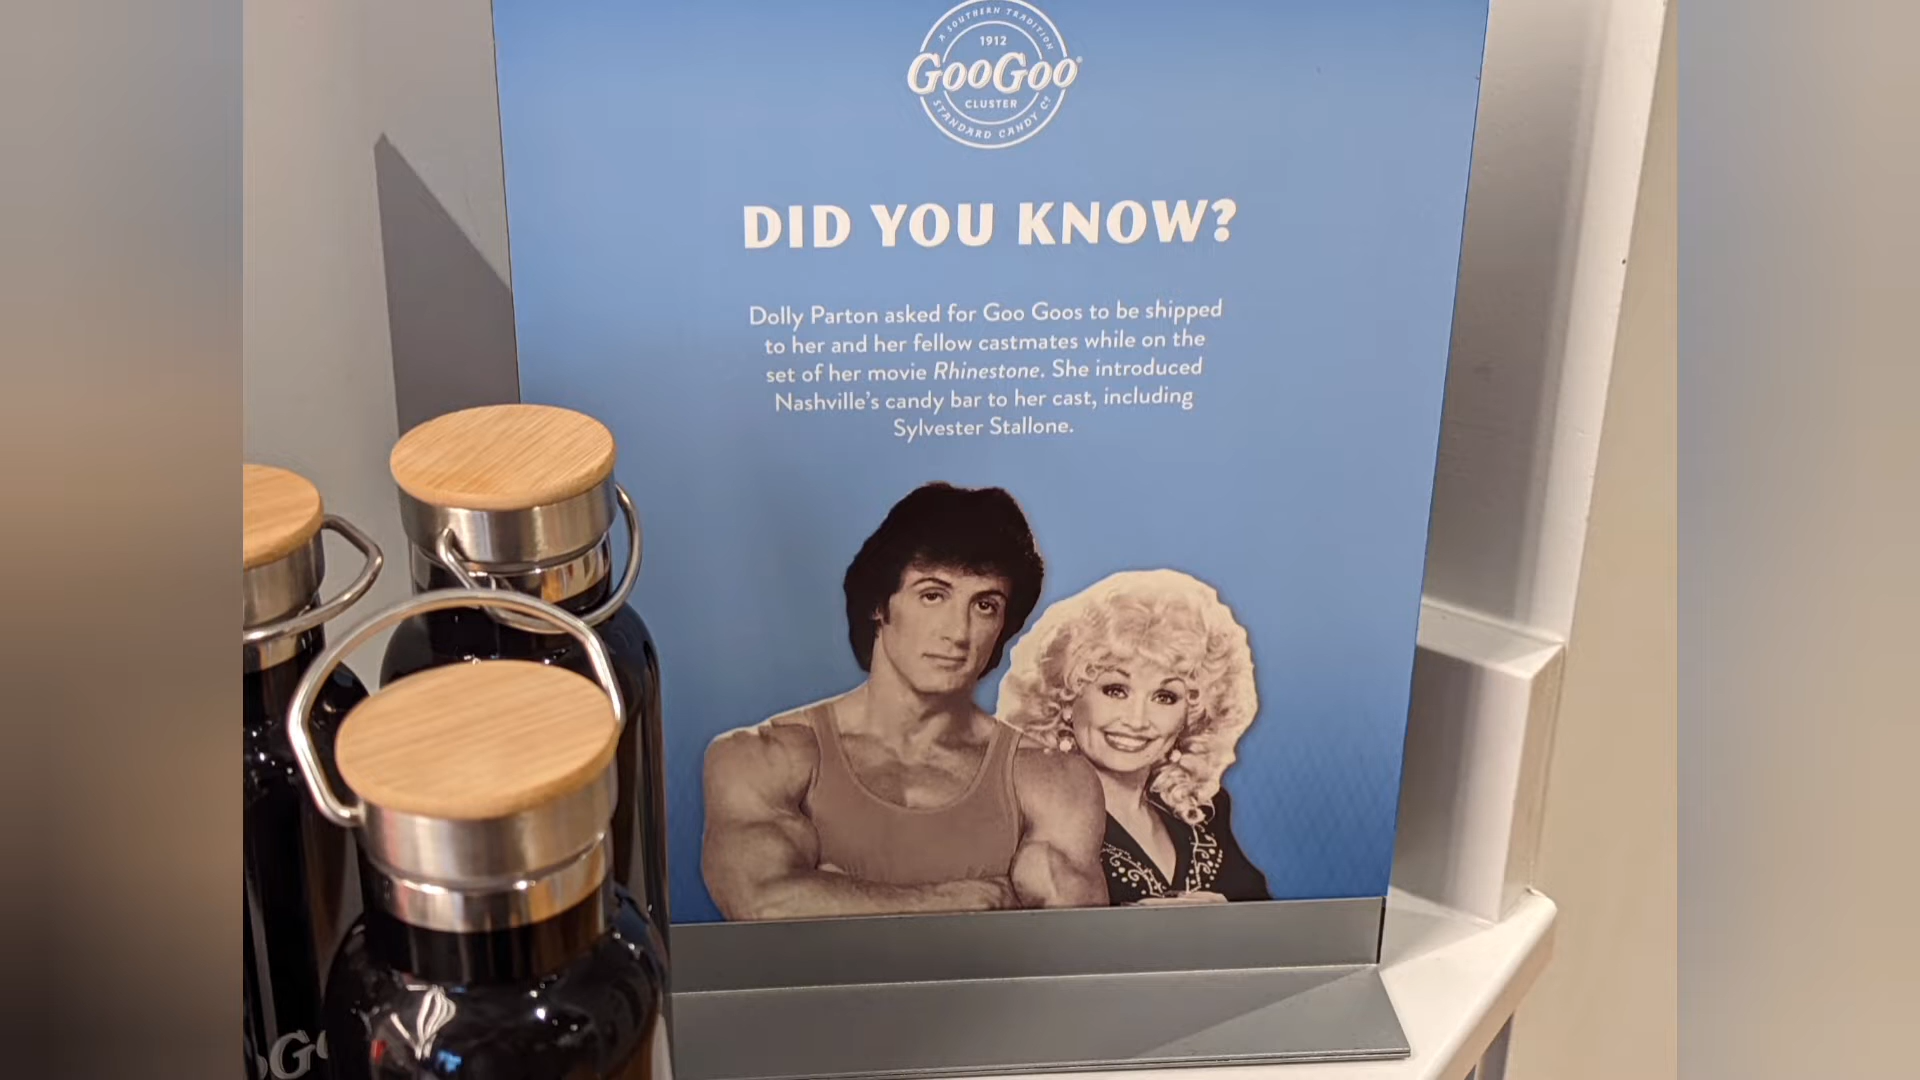 A SOUTHERN TRADITION
1912
GooGoo®
CLUSTER
STANDARD CANDY Cº
DID YOU KNOW?
Dolly Parton asked for Goo Goos to be shipped
to her and her fellow castmates while on the
set of her movie Rhinestone. She introduced
Nashville's candy bar to her cast, including
Sylvester Stallone.